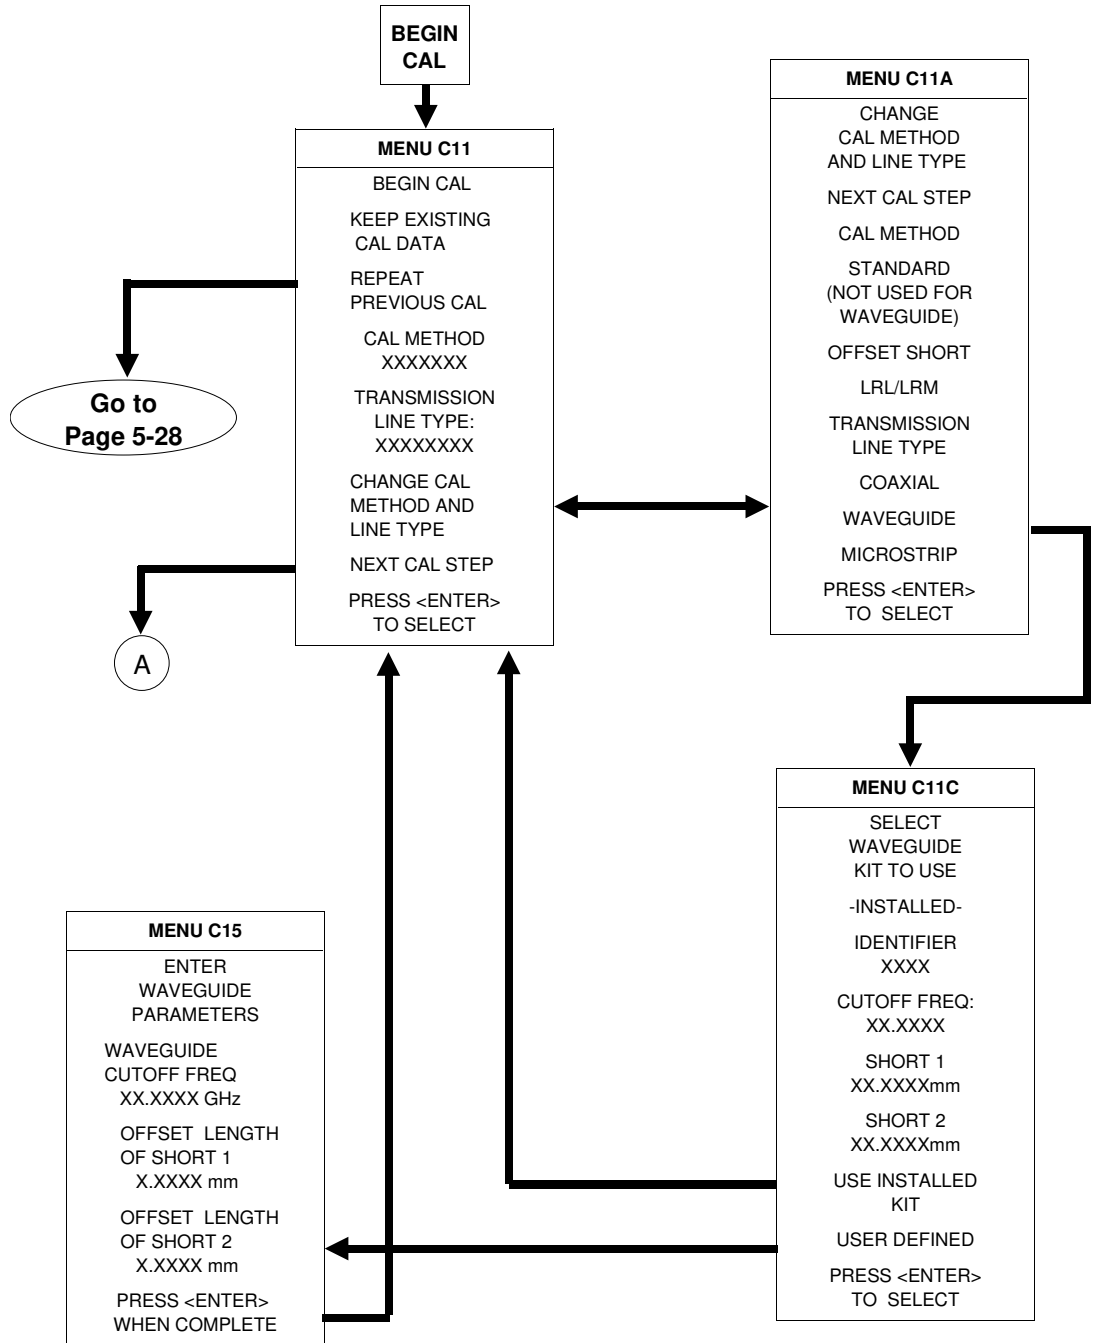 BEGIN
CAL
MENU C11
BEGIN CAL
KEEP EXISTING
CAL DATA
REPEAT
PREVIOUS CAL
CAL METHOD
XXXXXXX
TRANSMISSION
LINE TYPE:
XXXXXXXX
CHANGE CAL
METHOD AND
LINE TYPE
NEXT CAL STEP
PRESS <ENTER>
TO SELECT
Go to
Page 5-28
A
MENU C11A
CHANGE
CAL METHOD
AND LINE TYPE
NEXT CAL STEP
CAL METHOD
STANDARD
(NOT USED FOR
WAVEGUIDE)
OFFSET SHORT
LRL/LRM
TRANSMISSION
LINE TYPE
COAXIAL
WAVEGUIDE
MICROSTRIP
PRESS <ENTER>
TO SELECT
MENU C11C
SELECT
WAVEGUIDE
KIT TO USE
-INSTALLED-
IDENTIFIER
XXXX
CUTOFF FREQ:
XX.XXXX
SHORT 1
XX.XXXXmm
SHORT 2
XX.XXXXmm
USE INSTALLED
KIT
USER DEFINED
PRESS <ENTER>
TO SELECT
MENU C15
ENTER
WAVEGUIDE
PARAMETERS
WAVEGUIDE
CUTOFF FREQ
XX.XXXX GHz
OFFSET LENGTH
OF SHORT 1
X.XXXX mm
OFFSET LENGTH
OF SHORT 2
X.XXXX mm
PRESS <ENTER>
WHEN COMPLETE